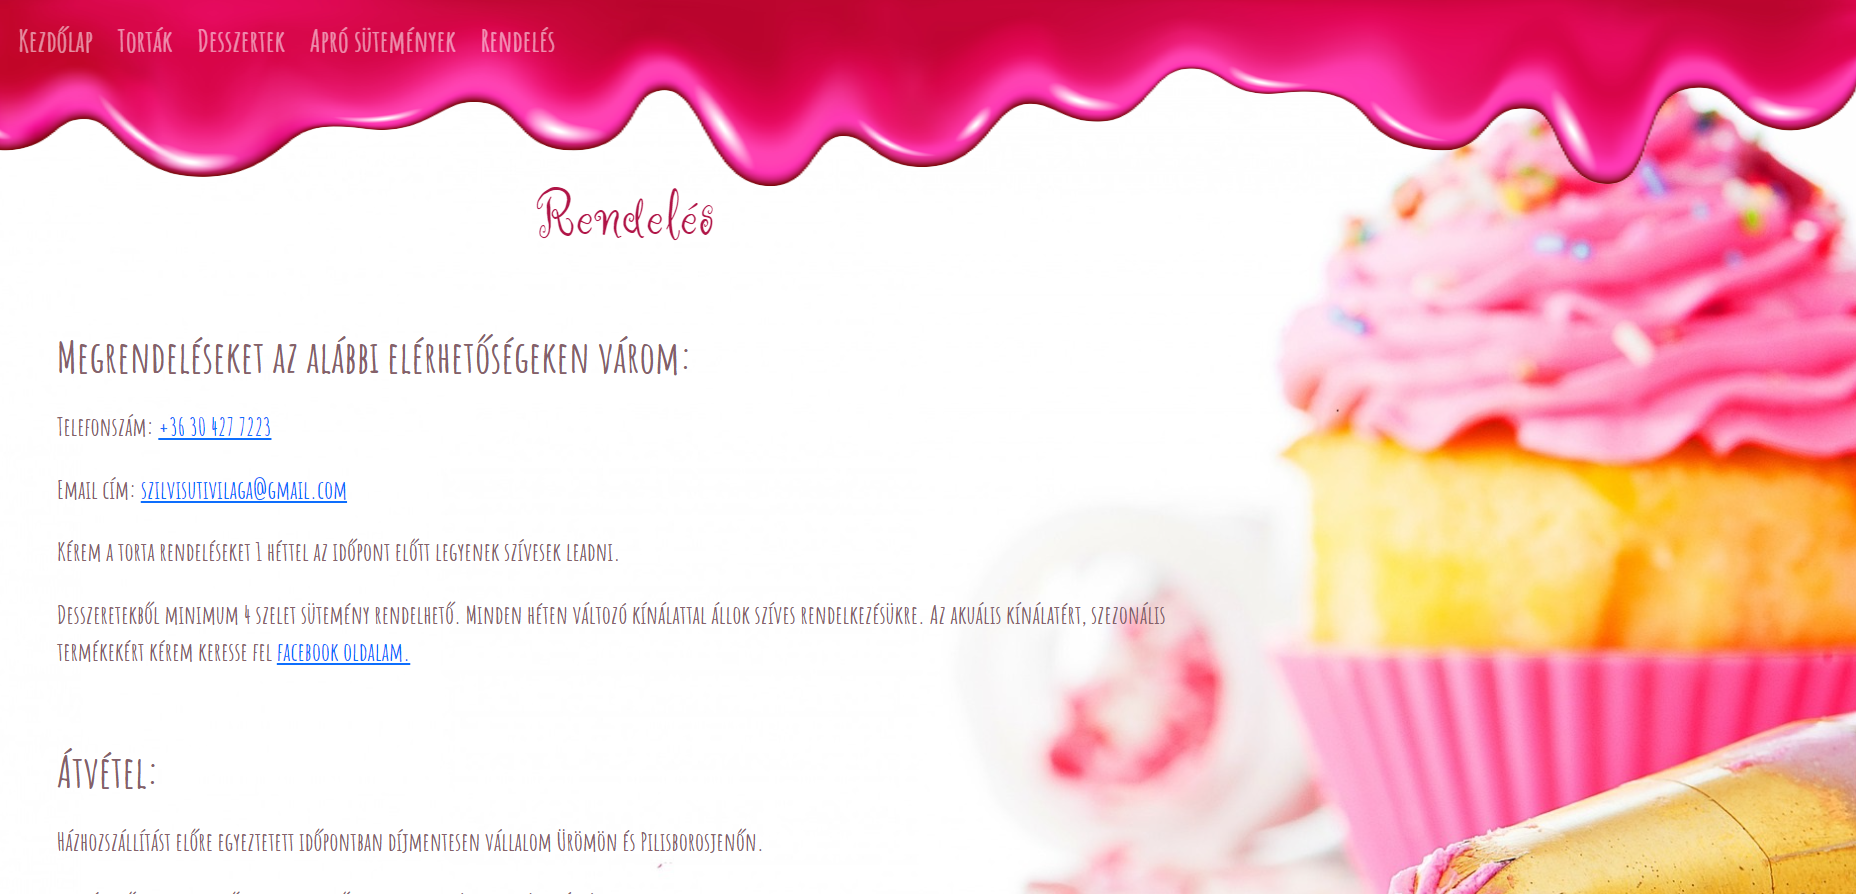 Kezdőlap Torták Desszertek Apró sütemények Rendelés
Rendelés
Megrendeléseket az alábbi elérhetőségeken várom:
Telefonszám: +36 30 427 7223
Email cím: szilvisutivilaga@gmail.com
Kérem a torta rendeléseket 1 héttel az időpont előtt legyenek szívesek leadni.
Desszeretekből minimum 4 szelet sütemény rendelhető. Minden héten változó kínálattal állok szíves rendelkezésükre. Az akuális kínálatért, szezonális
termékekért kérem keresse fel facebook oldalam.
Átvétel:
Házhozszállítást előre egyeztetett időpontban díjmentesen vállalom Ürömön és Pilisborosjenőn.